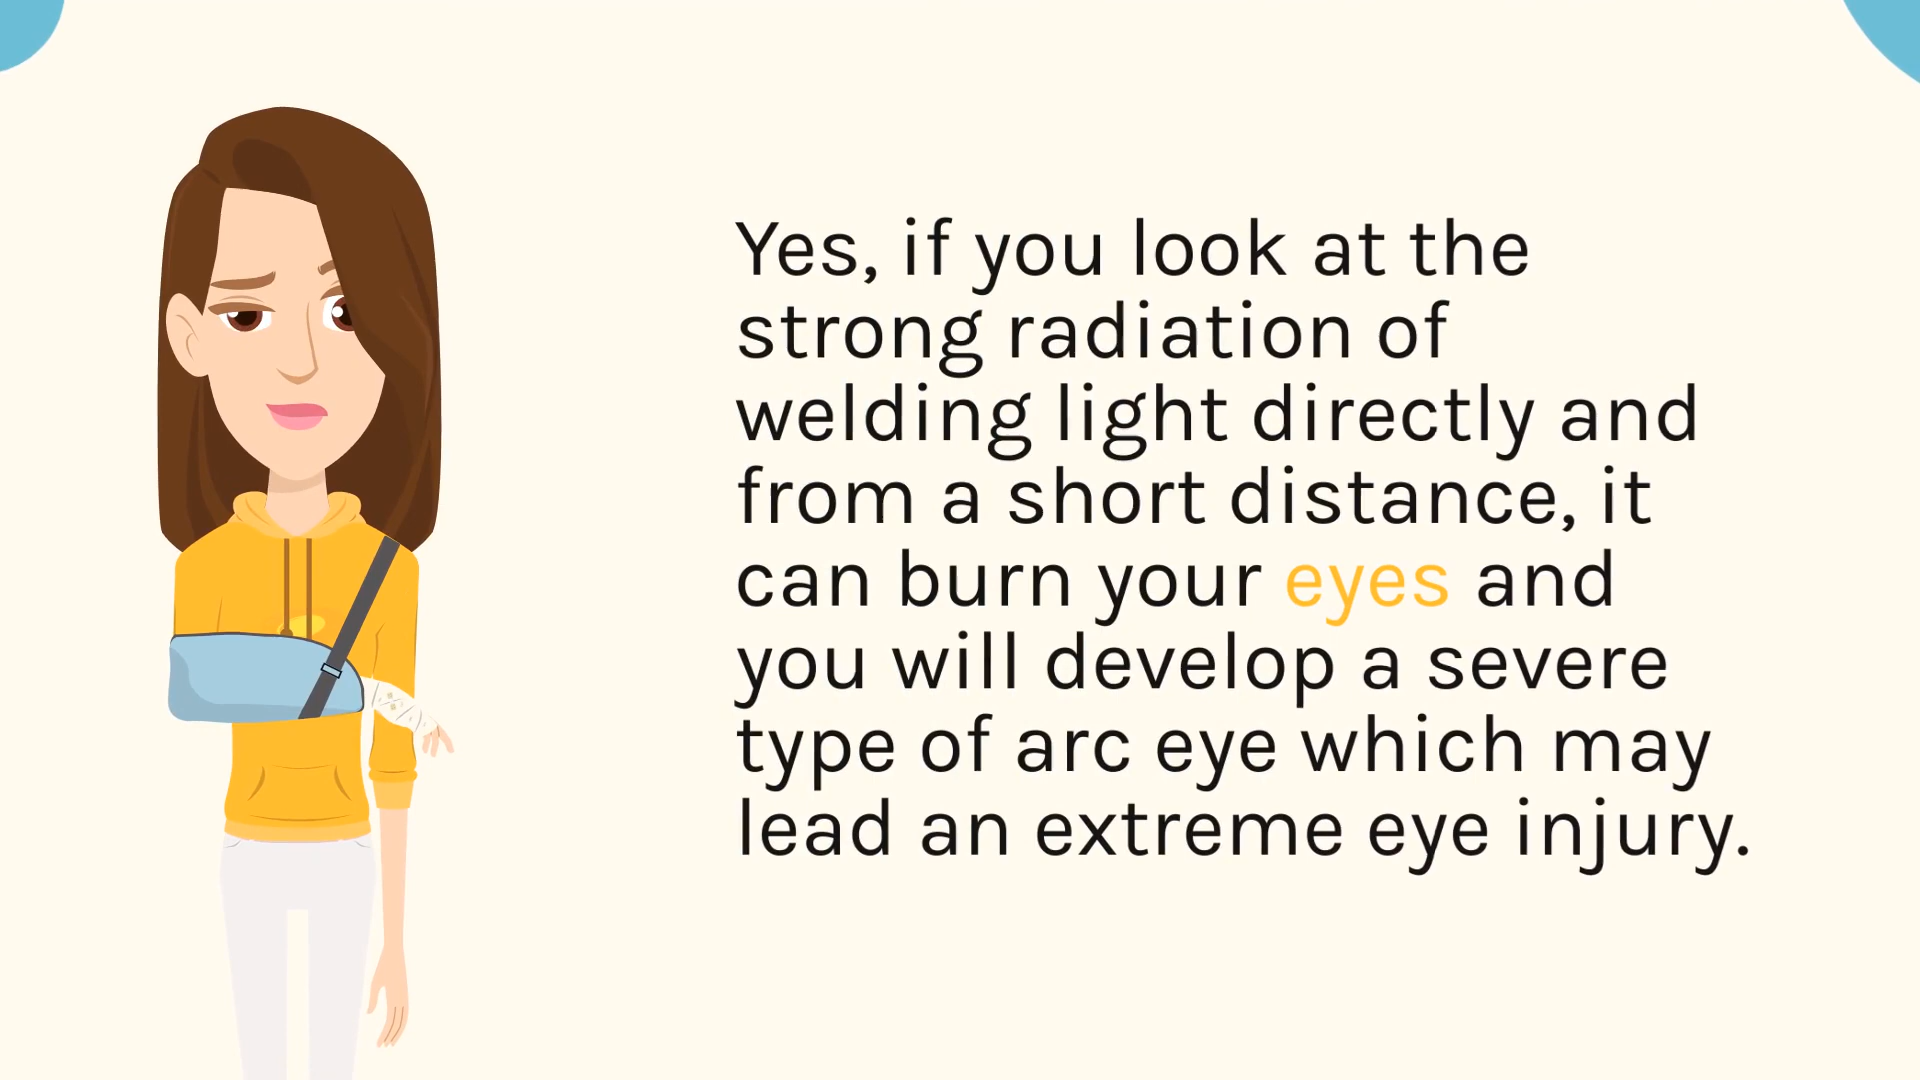 Yes, if you look at the
strong radiation of
welding light directly and
from a short distance, it
can burn your eyes and
you will develop a severe
type of arc eye which may
lead an extreme eye injury.